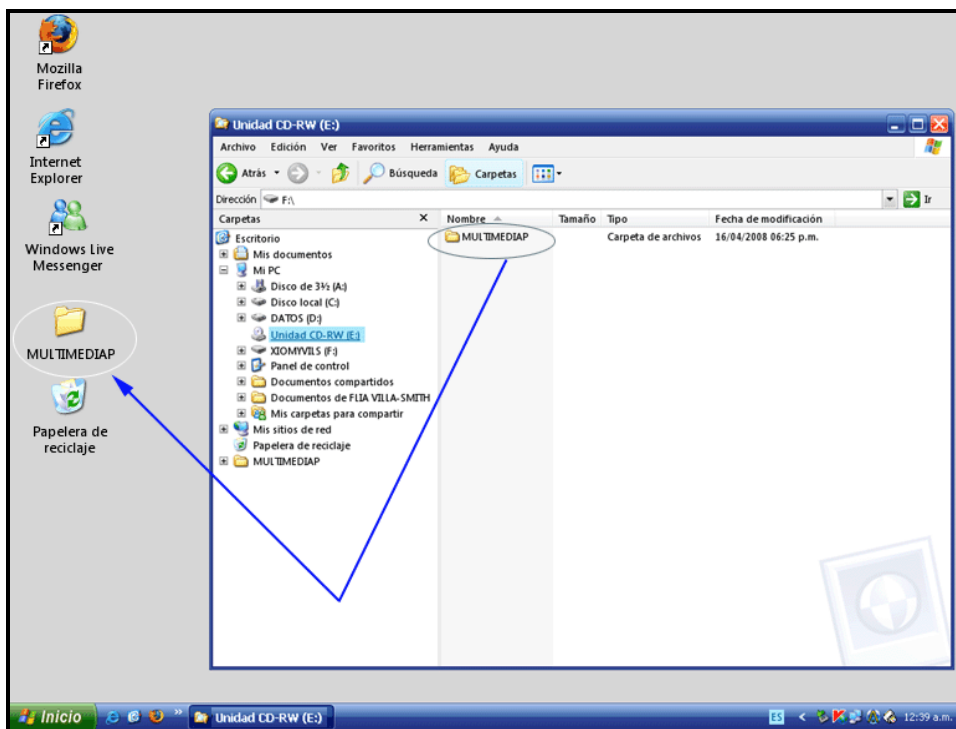 Mozilla
Firefox
Internet
Explorer
Windows Live
Messenger
MULTIMEDIAP
Papelera de
reciclaje
Unidad CD-RW (E:)
Archivo Edición Ver Favoritos Herramientas Ayuda
Atrás Búsqueda Carpetas
Dirección F:\ Ir
Carpetas X Nombre Tamaño Tipo Fecha de modificación
Escritorio
Mis documentos
Mi PC
Disco de 3½ (A:)
Disco local (C:)
DATOS (D:)
Unidad CD-RW (E:)
XIOMYVILS (F:)
Panel de control
Documentos compartidos
Documentos de FLIA VILLA-SMITH
Mis carpetas para compartir
Mis sitios de red
Papelera de reciclaje
MULTIMEDIAP
MULTIMEDIAP Carpeta de archivos 16/04/2008 06:25 p.m.
Inicio » Unidad CD-RW (E:) ES < 12:39 a.m.